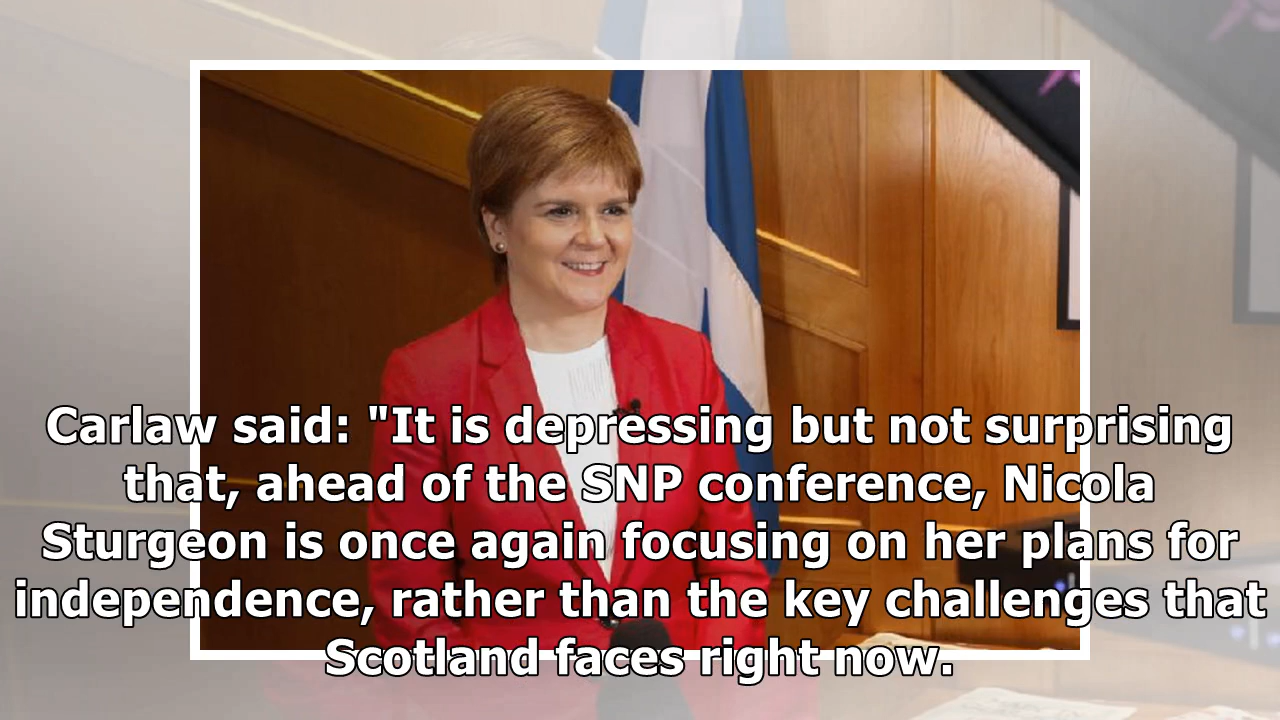 Carlaw said: "It is depressing but not surprising
that, ahead of the SNP conference, Nicola
Sturgeon is once again focusing on her plans for
independence, rather than the key challenges that
Scotland faces right now.